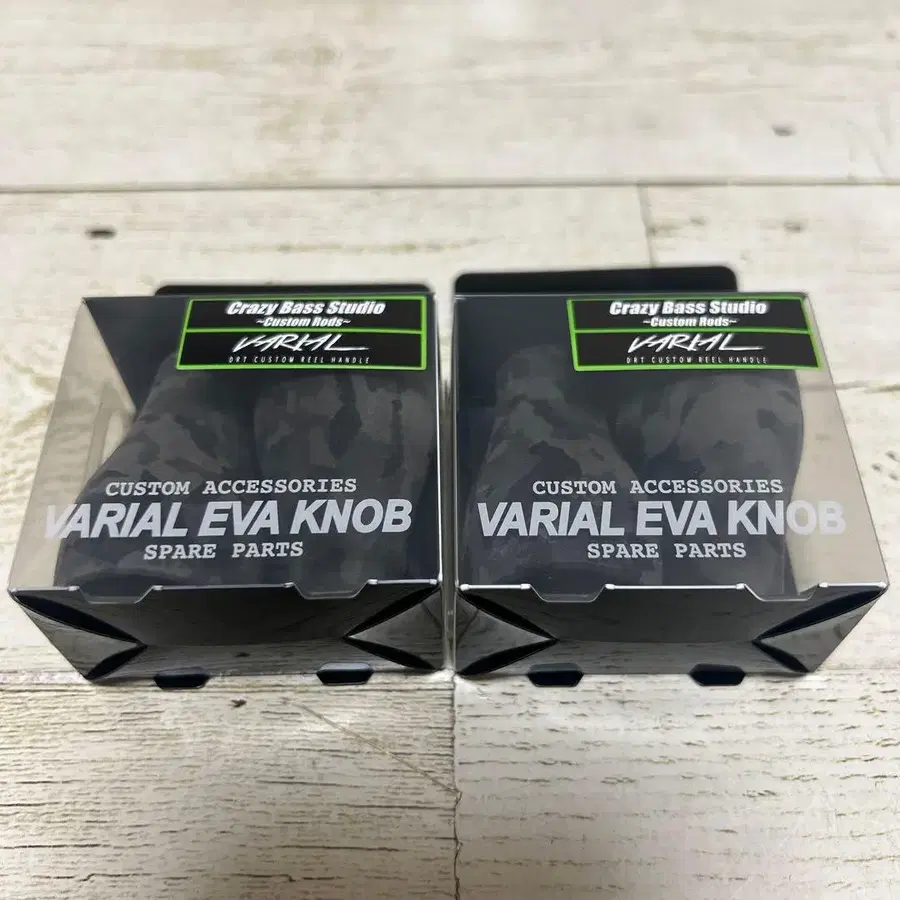 Crazy Bass Studio
~Custom Rods~
VARIAL
DRT CUSTOM REEL HANDLE
CUSTOM ACCESSORIES
VARIAL EVA KNOB
SPARE PARTS
Crazy Bass Studio
~Custom Rods~
VARIAL
DRT CUSTOM REEL HANDLE
CUSTOM ACCESSORIES
VARIAL EVA KNOB
SPARE PARTS